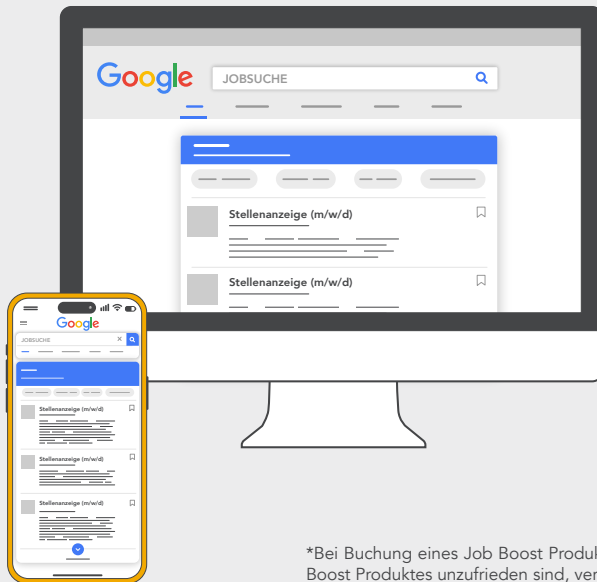 Google
JOBSUCHE
Stellenanzeige (m/w/d)
Stellenanzeige (m/w/d)
Google
JOBSUCHE
Stellenanzeige (m/w/d)
Stellenanzeige (m/w/d)
Stellenanzeige (m/w/d)
*Bei Buchung eines Job Boost Produk
Boost Produktes unzufrieden sind, ver